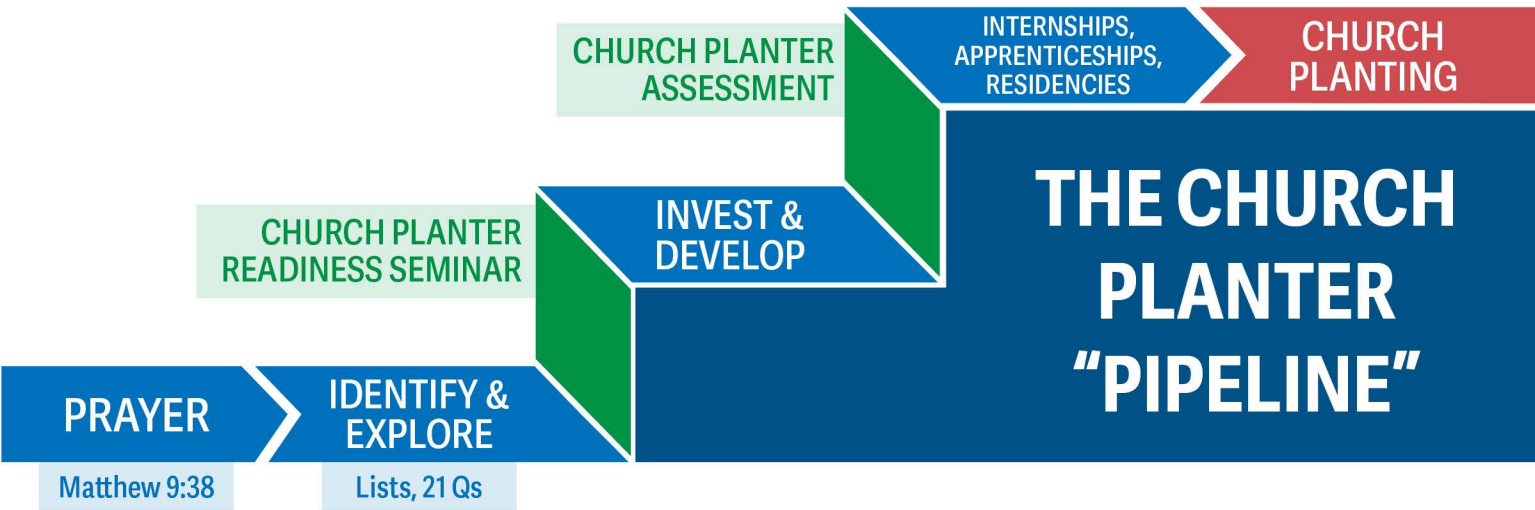 PRAYER
Matthew 9:38
IDENTIFY &
EXPLORE
Lists, 21 Qs
CHURCH PLANTER
READINESS SEMINAR
INVEST &
DEVELOP
CHURCH PLANTER
ASSESSMENT
INTERNSHIPS,
APPRENTICESHIPS,
RESIDENCIES
CHURCH
PLANTING
THE CHURCH
PLANTER
“PIPELINE”